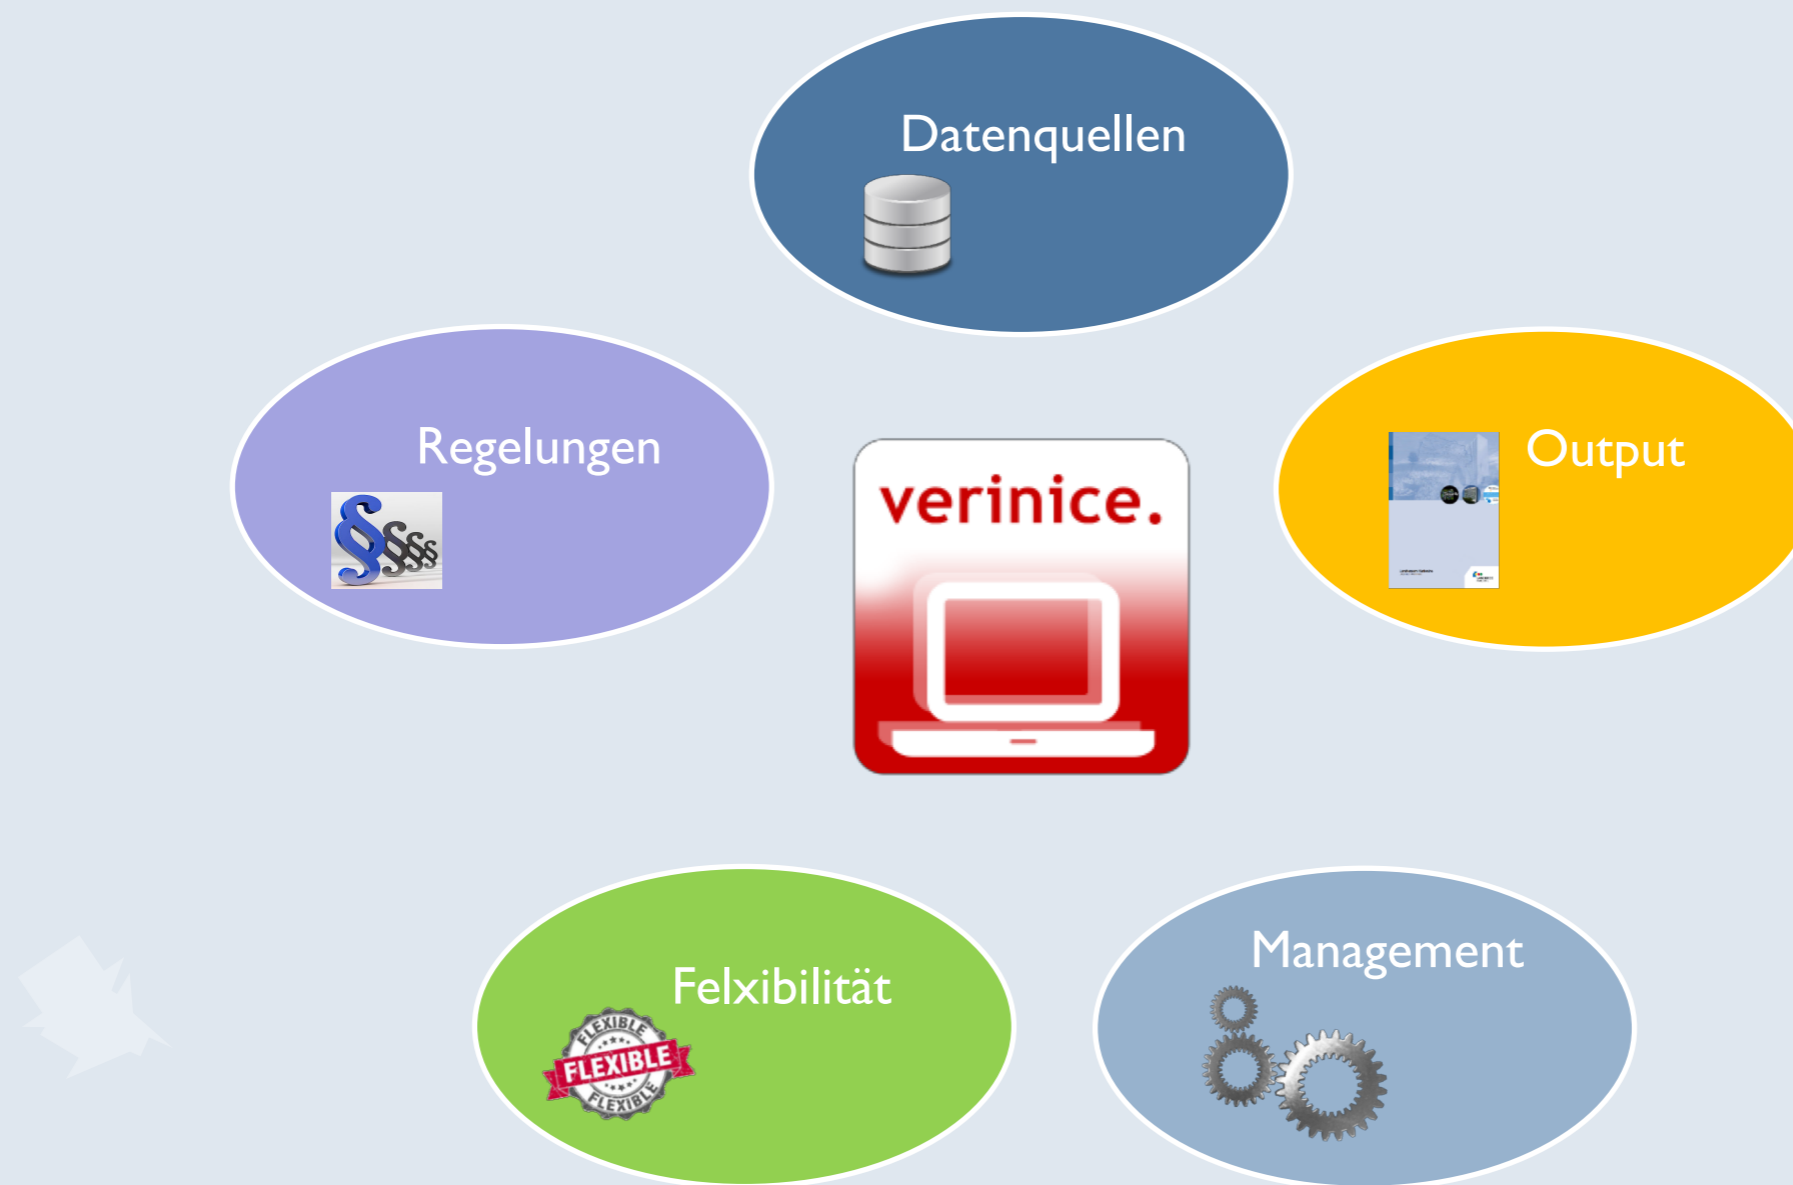 Datenquellen
Regelungen
Output
verinice.
Felxibilität
FLEXIBLE
FLEXIBLE
FLEXIBLE
Management